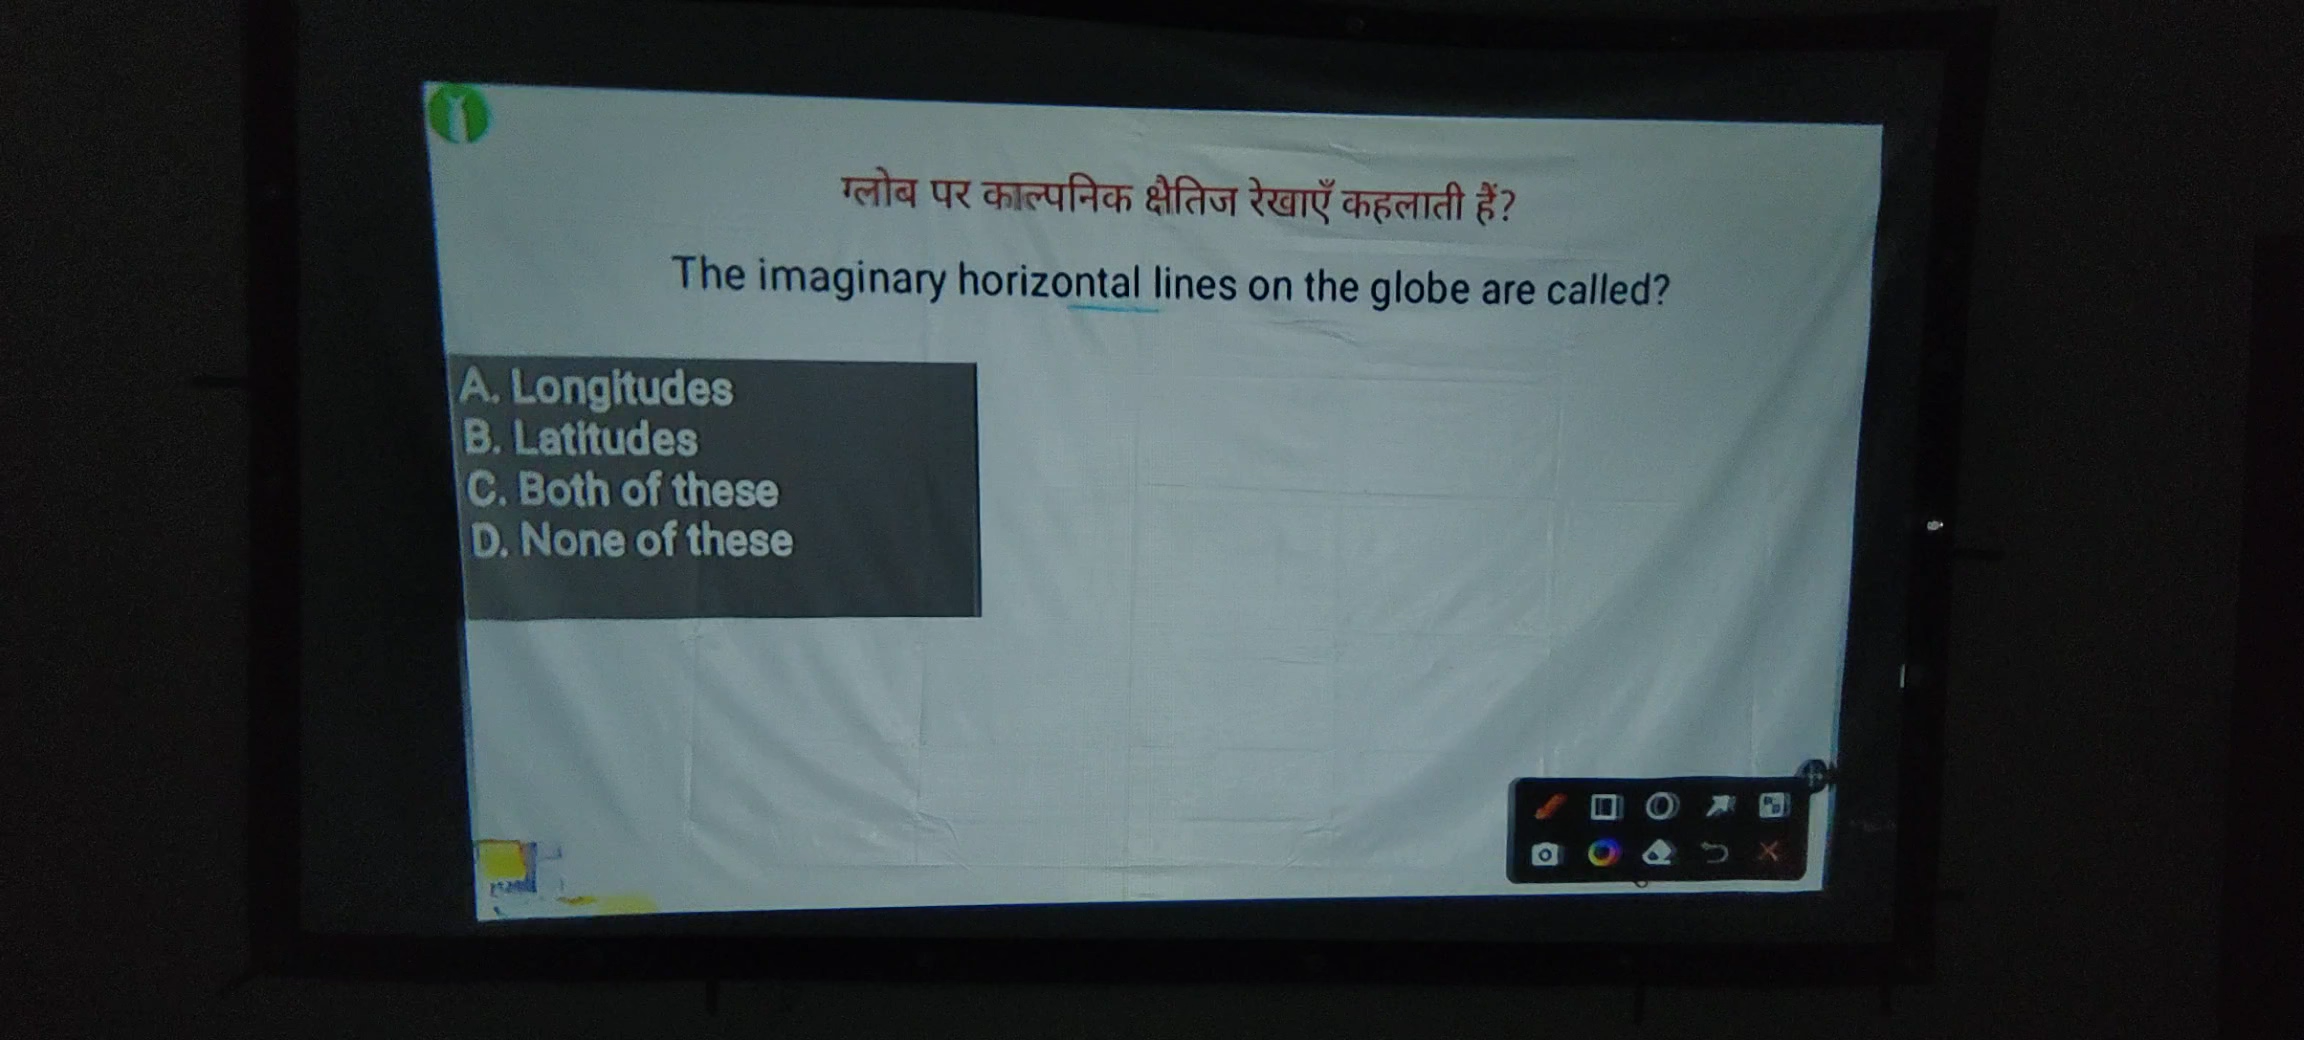 ग्लोब पर काल्पनिक क्षैतिज रेखाएँ कहलाती हैं?
The imaginary horizontal lines on the globe are called?
A. Longitudes
B. Latitudes
C. Both of these
D. None of these